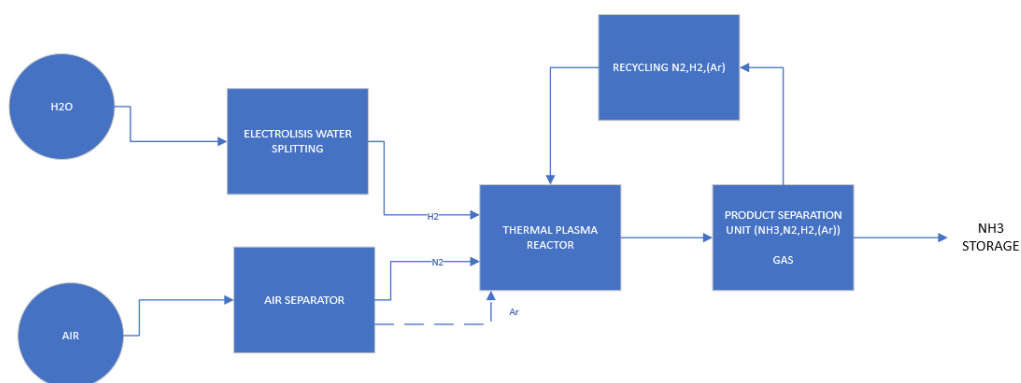 H2O
ELECTROLISIS WATER
SPLITTING
H2
AIR
AIR SEPARATOR
N2
Ar
THERMAL PLASMA
REACTOR
RECYCLING N2,H2,(Ar)
PRODUCT SEPARATION
UNIT (NH3,N2,H2,(Ar))
GAS
NH3
STORAGE